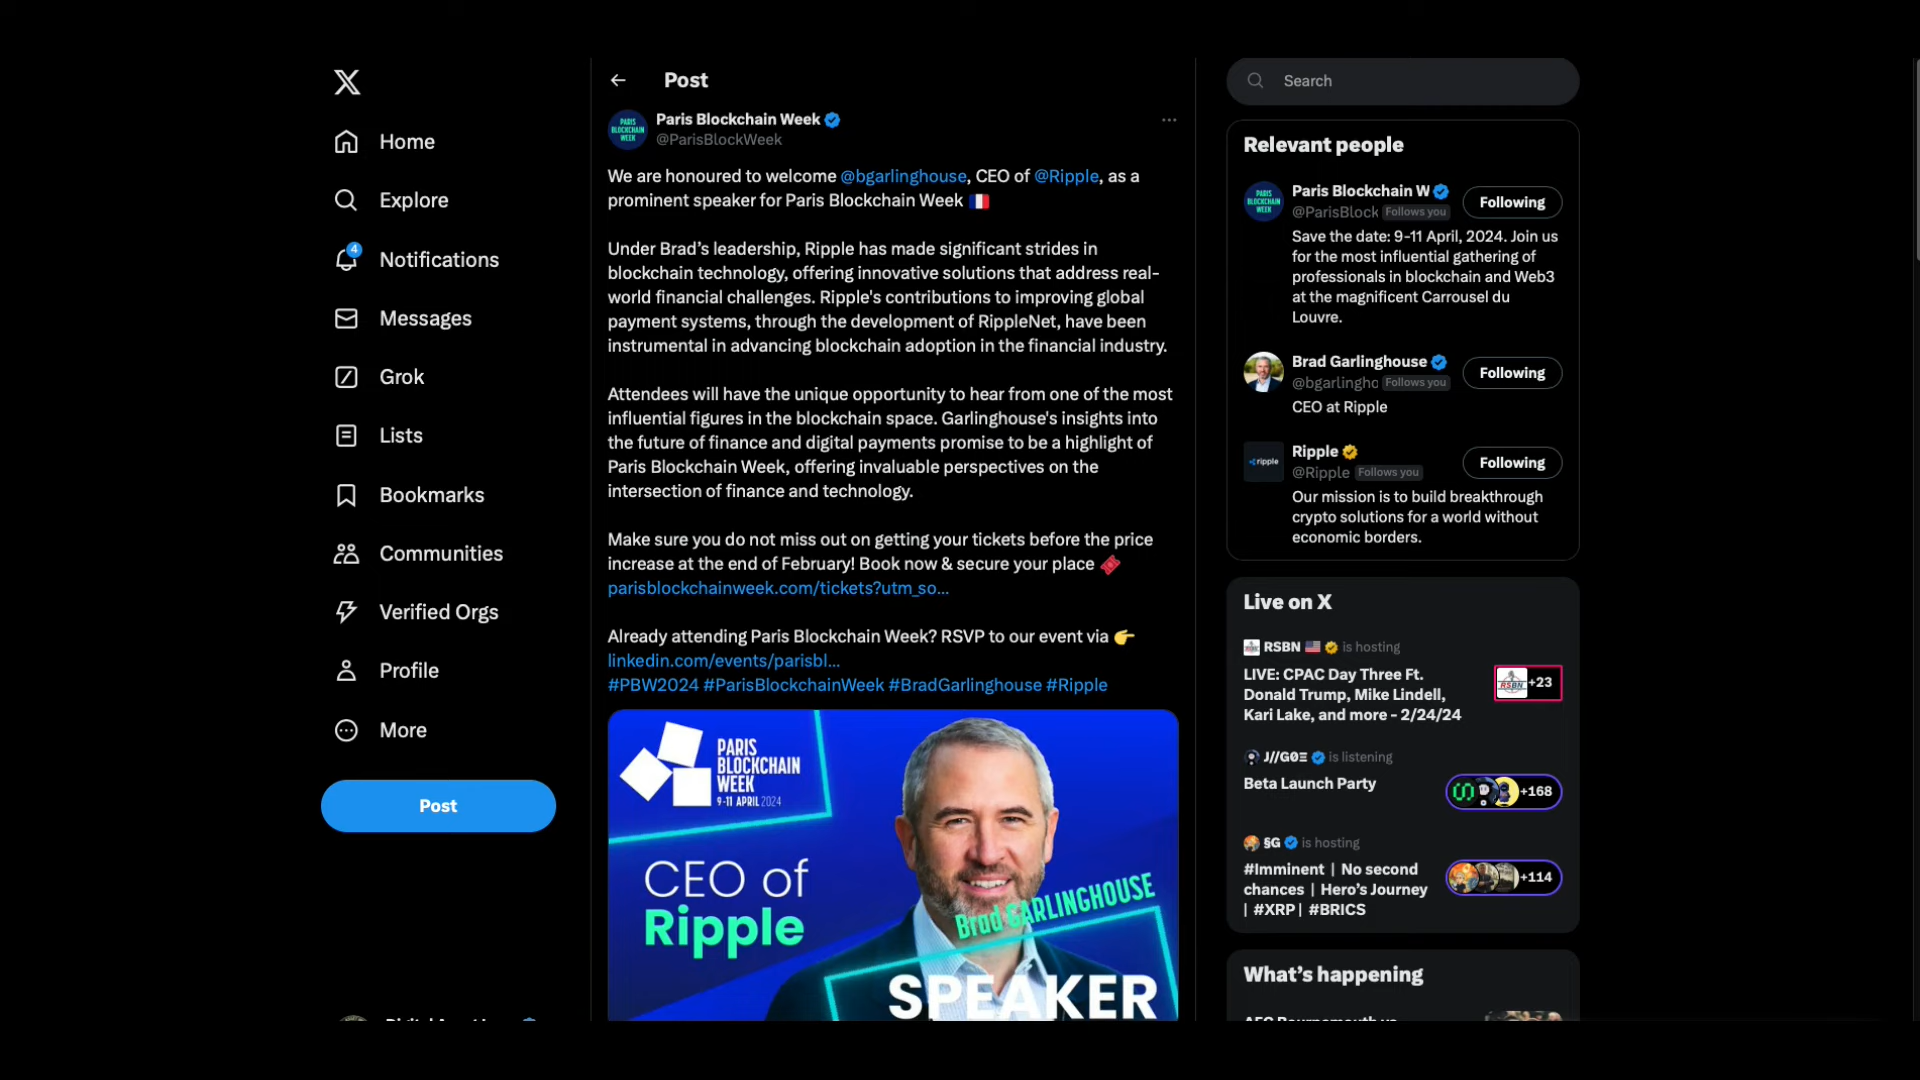 Home
Explore
4
Notifications
Messages
Grok
Lists
Bookmarks
Communities
Verified Orgs
Profile
More
Post
Post
Paris Blockchain Week
@ParisBlockWeek
We are honoured to welcome @bgarlinghouse, CEO of @Ripple, as a
prominent speaker for Paris Blockchain Week 🇫🇷
Under Brad’s leadership, Ripple has made significant strides in
blockchain technology, offering innovative solutions that address real-
world financial challenges. Ripple's contributions to improving global
payment systems, through the development of RippleNet, have been
instrumental in advancing blockchain adoption in the financial industry.
Attendees will have the unique opportunity to hear from one of the most
influential figures in the blockchain space. Garlinghouse's insights into
the future of finance and digital payments promise to be a highlight of
Paris Blockchain Week, offering invaluable perspectives on the
intersection of finance and technology.
Make sure you do not miss out on getting your tickets before the price
increase at the end of February! Book now & secure your place
parisblockchainweek.com/tickets?utm_so...
Already attending Paris Blockchain Week? RSVP to our event via 👉
linkedin.com/events/parisbl...
#PBW2024 #ParisBlockchainWeek #BradGarlinghouse #Ripple
PARIS
BLOCKCHAIN
WEEK
9-11 APRIL 2024
CEO of
Ripple
Brad GARLINGHOUSE
SPEAKER
Search
Relevant people
Paris Blockchain W
@ParisBlock Follows you
Following
Save the date: 9-11 April, 2024. Join us
for the most influential gathering of
professionals in blockchain and Web3
at the magnificent Carrousel du
Louvre.
Brad Garlinghouse
@bgarlingho Follows you
Following
CEO at Ripple
ripple
Ripple
@Ripple Follows you
Following
Our mission is to build breakthrough
crypto solutions for a world without
economic borders.
Live on X
RSBN 🇺🇸 is hosting
LIVE: CPAC Day Three Ft.
Donald Trump, Mike Lindell,
Kari Lake, and more - 2/24/24
RSBN +23
J//GØΞ is listening
Beta Launch Party
+168
§G is hosting
#Imminent | No second
chances | Hero’s Journey
| #XRP | #BRICS
+114
What’s happening